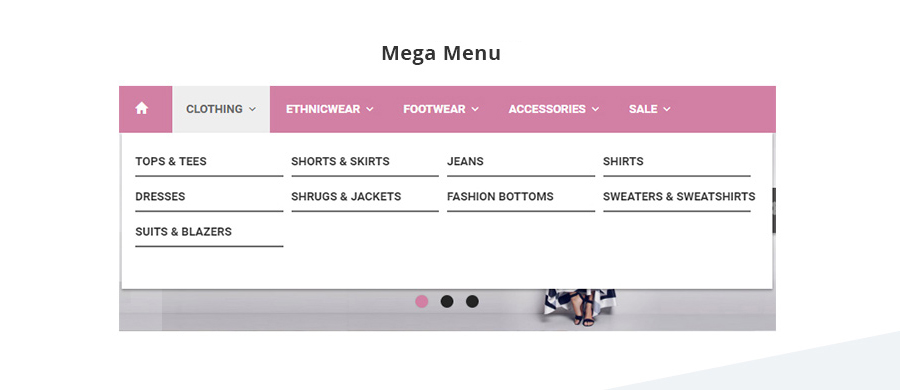 Mega Menu
CLOTHING ETHNICWEAR FOOTWEAR ACCESSORIES SALE
TOPS & TEES SHORTS & SKIRTS JEANS SHIRTS
DRESSES SHRUGS & JACKETS FASHION BOTTOMS SWEATERS & SWEATSHIRTS
SUITS & BLAZERS